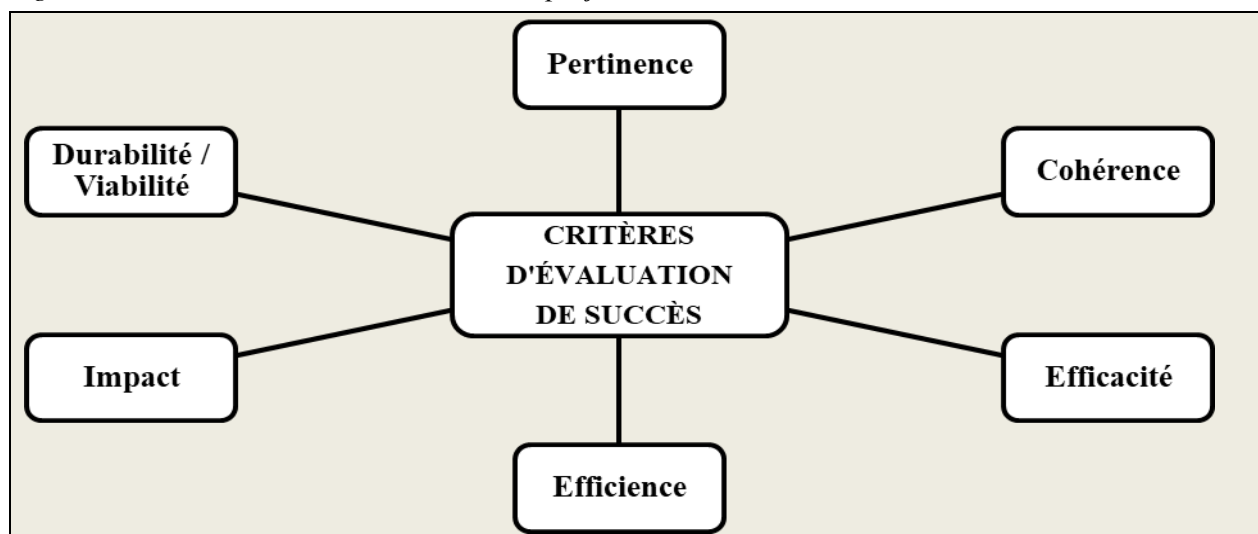 Pertinence
Durabilité /
Viabilité
Cohérence
CRITÈRES
D'ÉVALUATION
DE SUCCÈS
Impact
Efficacité
Efficience